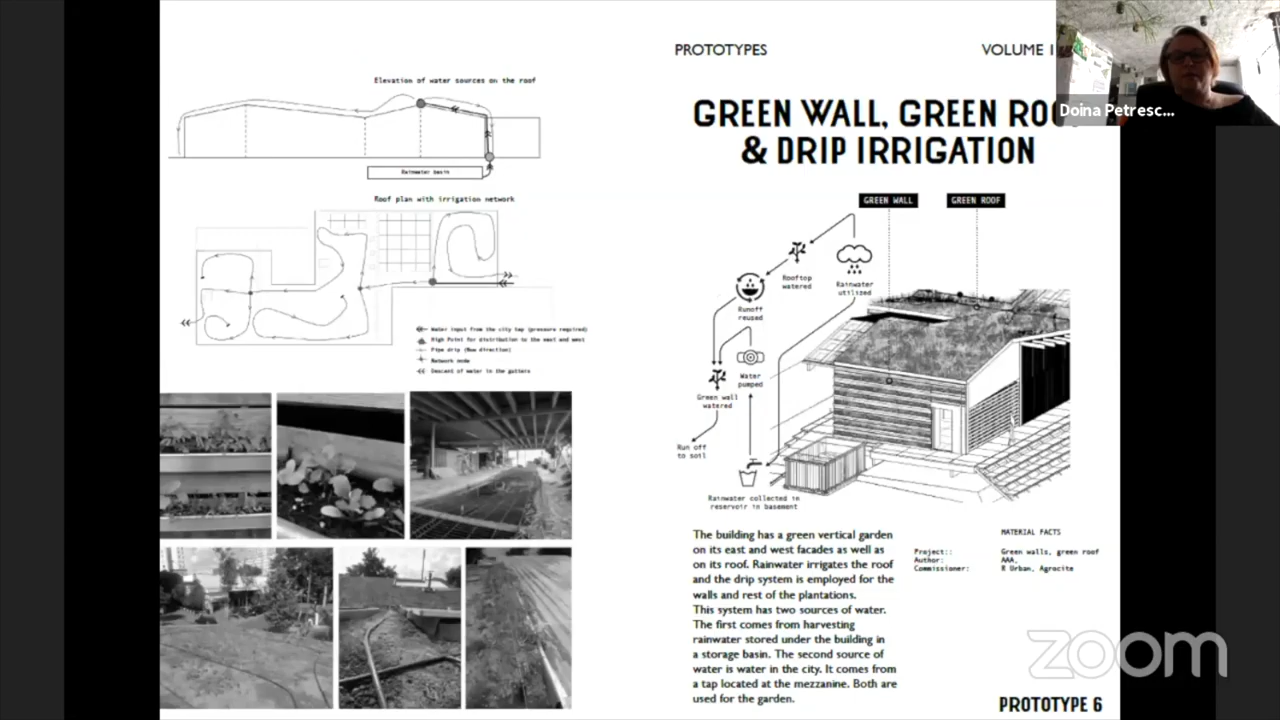 Elevation of water sources on the roof
Rainwater basin
Roof plan with irrigation network
Water input from the city tap (pressure required)
High Point for distribution to the east and west
Pipe drip (flow direction)
Network node
Descent of water in the gutters
PROTOTYPES
VOLUME 1
GREEN WALL, GREEN ROO
& DRIP IRRIGATION
GREEN WALL
GREEN ROOF
Rooftop
watered
Rainwater
utilized
Runoff
reused
Water
pumped
Green wall
watered
Run off
to soil
Rainwater collected in
reservoir in basement
The building has a green vertical garden
on its east and west facades as well as
on its roof. Rainwater irrigates the roof
and the drip system is employed for the
walls and rest of the plantations.
This system has two sources of water.
The first comes from harvesting
rainwater stored under the building in
a storage basin. The second source of
water is water in the city. It comes from
a tap located at the mezzanine. Both are
used for the garden.
MATERIAL FACTS
Project:: Green walls, green roof
Author: AAA,
Commissioner: R Urban, Agrocite
PROTOTYPE 6
Doina Petresc...
zoom